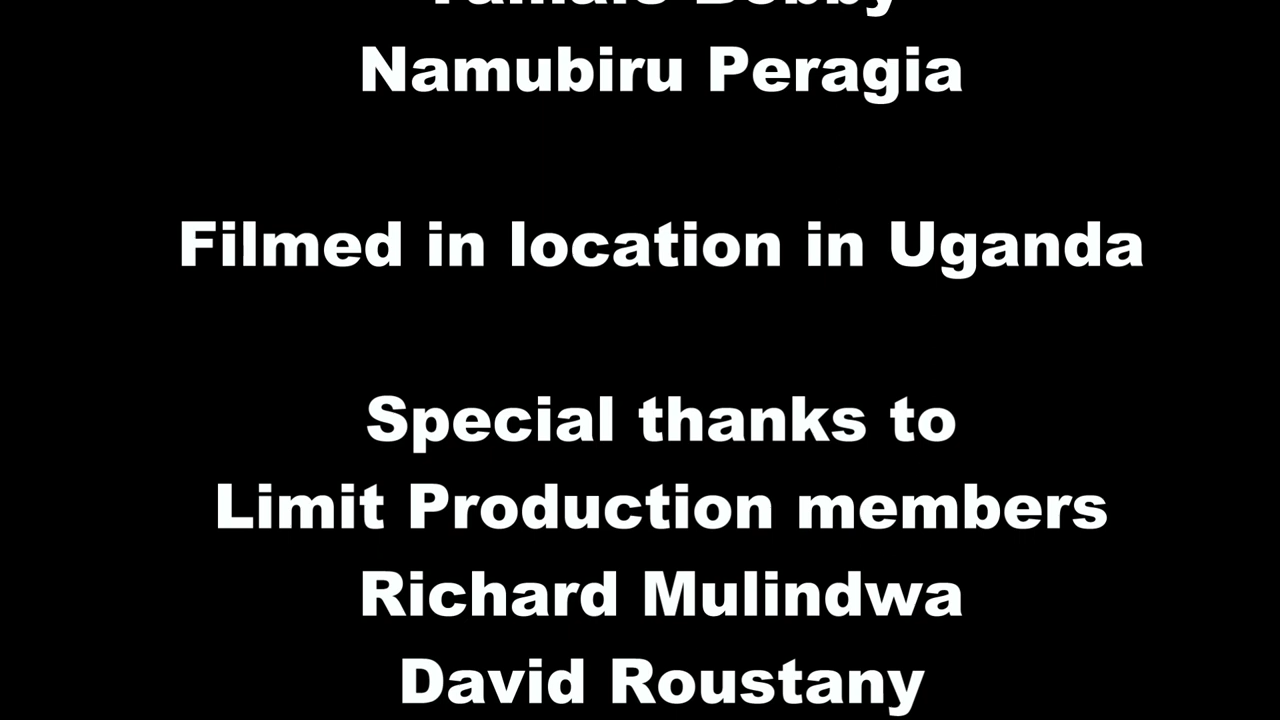 Namubiru Peragia
Filmed in location in Uganda
Special thanks to
Limit Production members
Richard Mulindwa
David Roustany